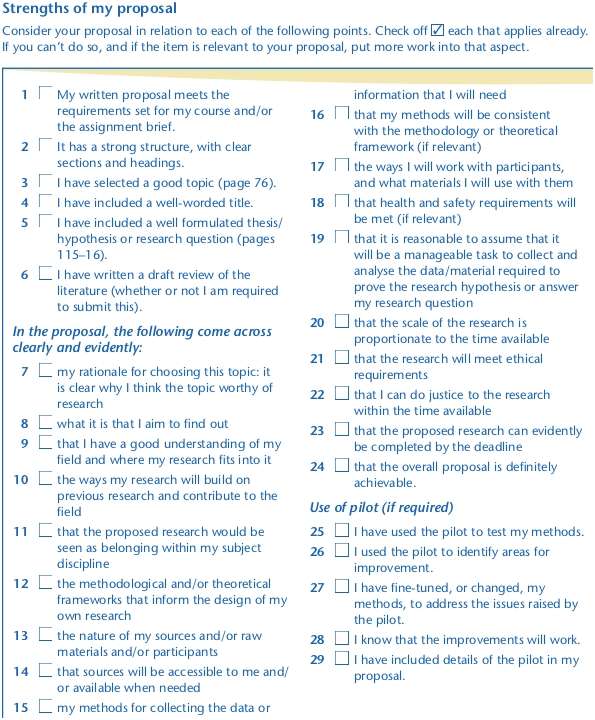 Strengths of my proposal
Consider your proposal in relation to each of the following points. Check off ☑ each that applies already.
If you can't do so, and if the item is relevant to your proposal, put more work into that aspect.
1 My written proposal meets the
requirements set for my course and/or
the assignment brief.
2 It has a strong structure, with clear
sections and headings.
3 I have selected a good topic (page 76).
4 I have included a well-worded title.
5 I have included a well formulated thesis/
hypothesis or research question (pages
115–16).
6 I have written a draft review of the
literature (whether or not I am required
to submit this).
In the proposal, the following come across
clearly and evidently:
7 my rationale for choosing this topic: it
is clear why I think the topic worthy of
research
8 what it is that I aim to find out
9 that I have a good understanding of my
field and where my research fits into it
10 the ways my research will build on
previous research and contribute to the
field
11 that the proposed research would be
seen as belonging within my subject
discipline
12 the methodological and/or theoretical
frameworks that inform the design of my
own research
13 the nature of my sources and/or raw
materials and/or participants
14 that sources will be accessible to me and/
or available when needed
15 my methods for collecting the data or
information that I will need
16 that my methods will be consistent
with the methodology or theoretical
framework (if relevant)
17 the ways I will work with participants,
and what materials I will use with them
18 that health and safety requirements will
be met (if relevant)
19 that it is reasonable to assume that it
will be a manageable task to collect and
analyse the data/material required to
prove the research hypothesis or answer
my research question
20 that the scale of the research is
proportionate to the time available
21 that the research will meet ethical
requirements
22 that I can do justice to the research
within the time available
23 that the proposed research can evidently
be completed by the deadline
24 that the overall proposal is definitely
achievable.
Use of pilot (if required)
25 I have used the pilot to test my methods.
26 I used the pilot to identify areas for
improvement.
27 I have fine-tuned, or changed, my
methods, to address the issues raised by
the pilot.
28 I know that the improvements will work.
29 I have included details of the pilot in my
proposal.